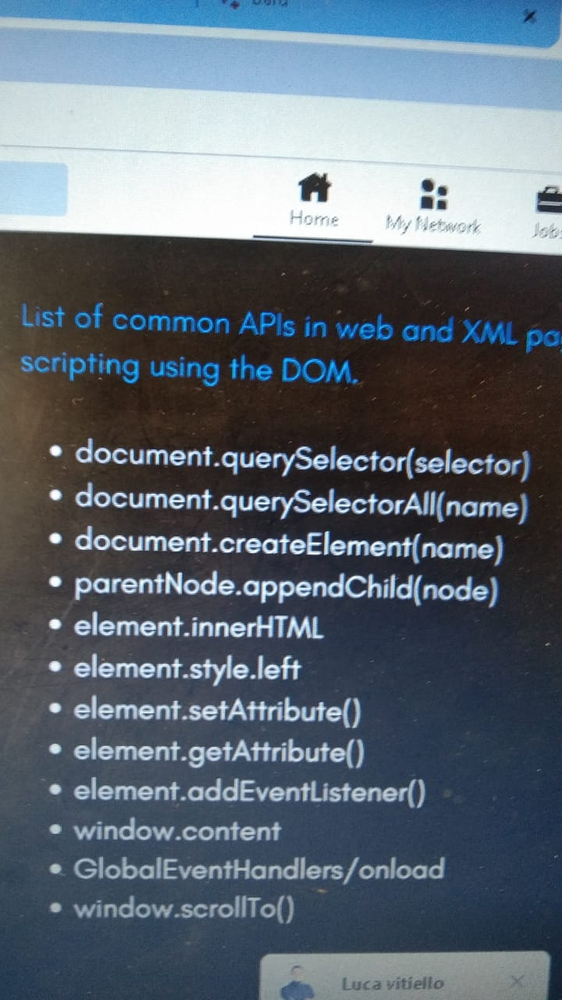 Home
My Network
List of common APIs in web and XML
scripting using the DOM.
• document.querySelector(selector)
• document.querySelectorAll(name)
• document.createElement(name)
• parentNode.appendChild(node)
• element.innerHTML
• element.style.left
• element.setAttribute()
• element.getAttribute()
• element.addEventListener()
• window.content
• GlobalEventHandlers/onload
• window.scrollTo()
Luca vitiello